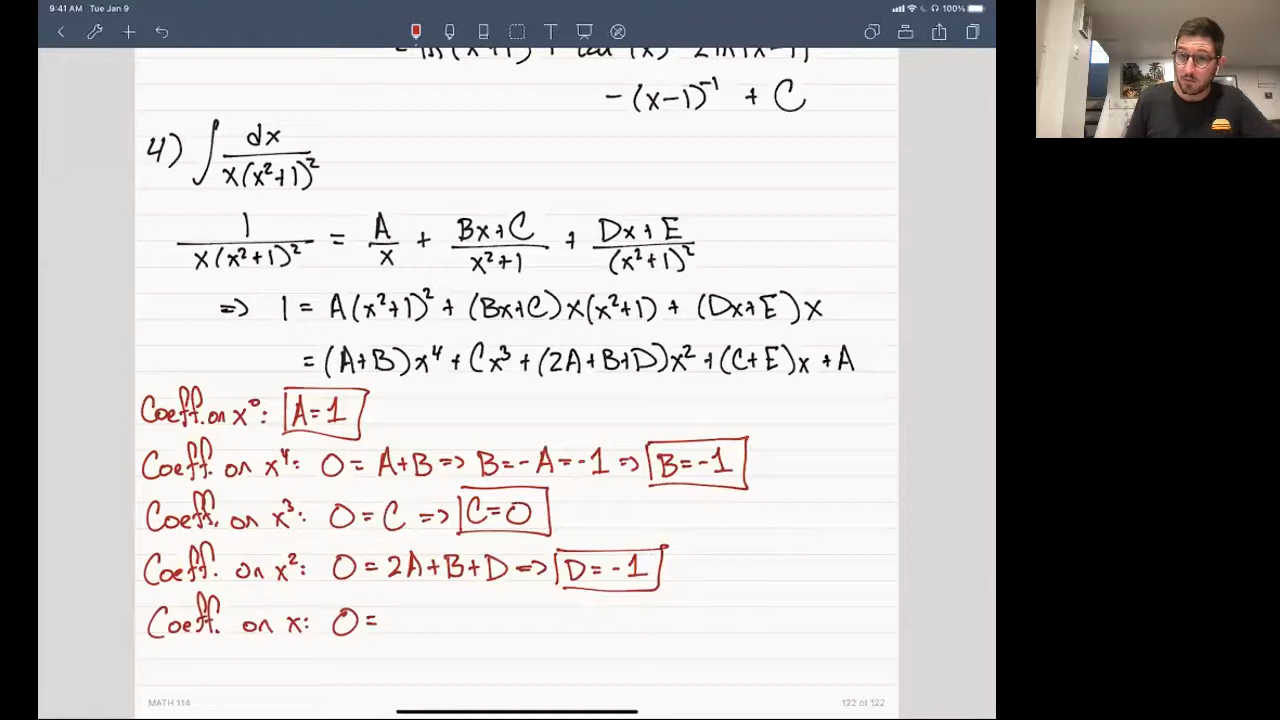 9:41 AM Tue Jan 9 100%
- (x-1)⁻¹ + C
4) ∫ dx / x(x²+1)²
1 / x(x²+1)² = A / x + Bx+C / x²+1 + Dx+E / (x²+1)²
=> 1 = A(x²+1)² + (Bx+C)x(x²+1) + (Dx+E)x
= (A+B)x⁴ + Cx³ + (2A+B+D)x² + (C+E)x + A
Coeff. on x⁰: A=1
Coeff. on x⁴: 0 = A+B => B=-A=-1 => B=-1
Coeff. on x³: 0 = C => C=0
Coeff. on x²: 0 = 2A+B+D => D=-1
Coeff. on x: 0 =
MATH 114 122 of 122